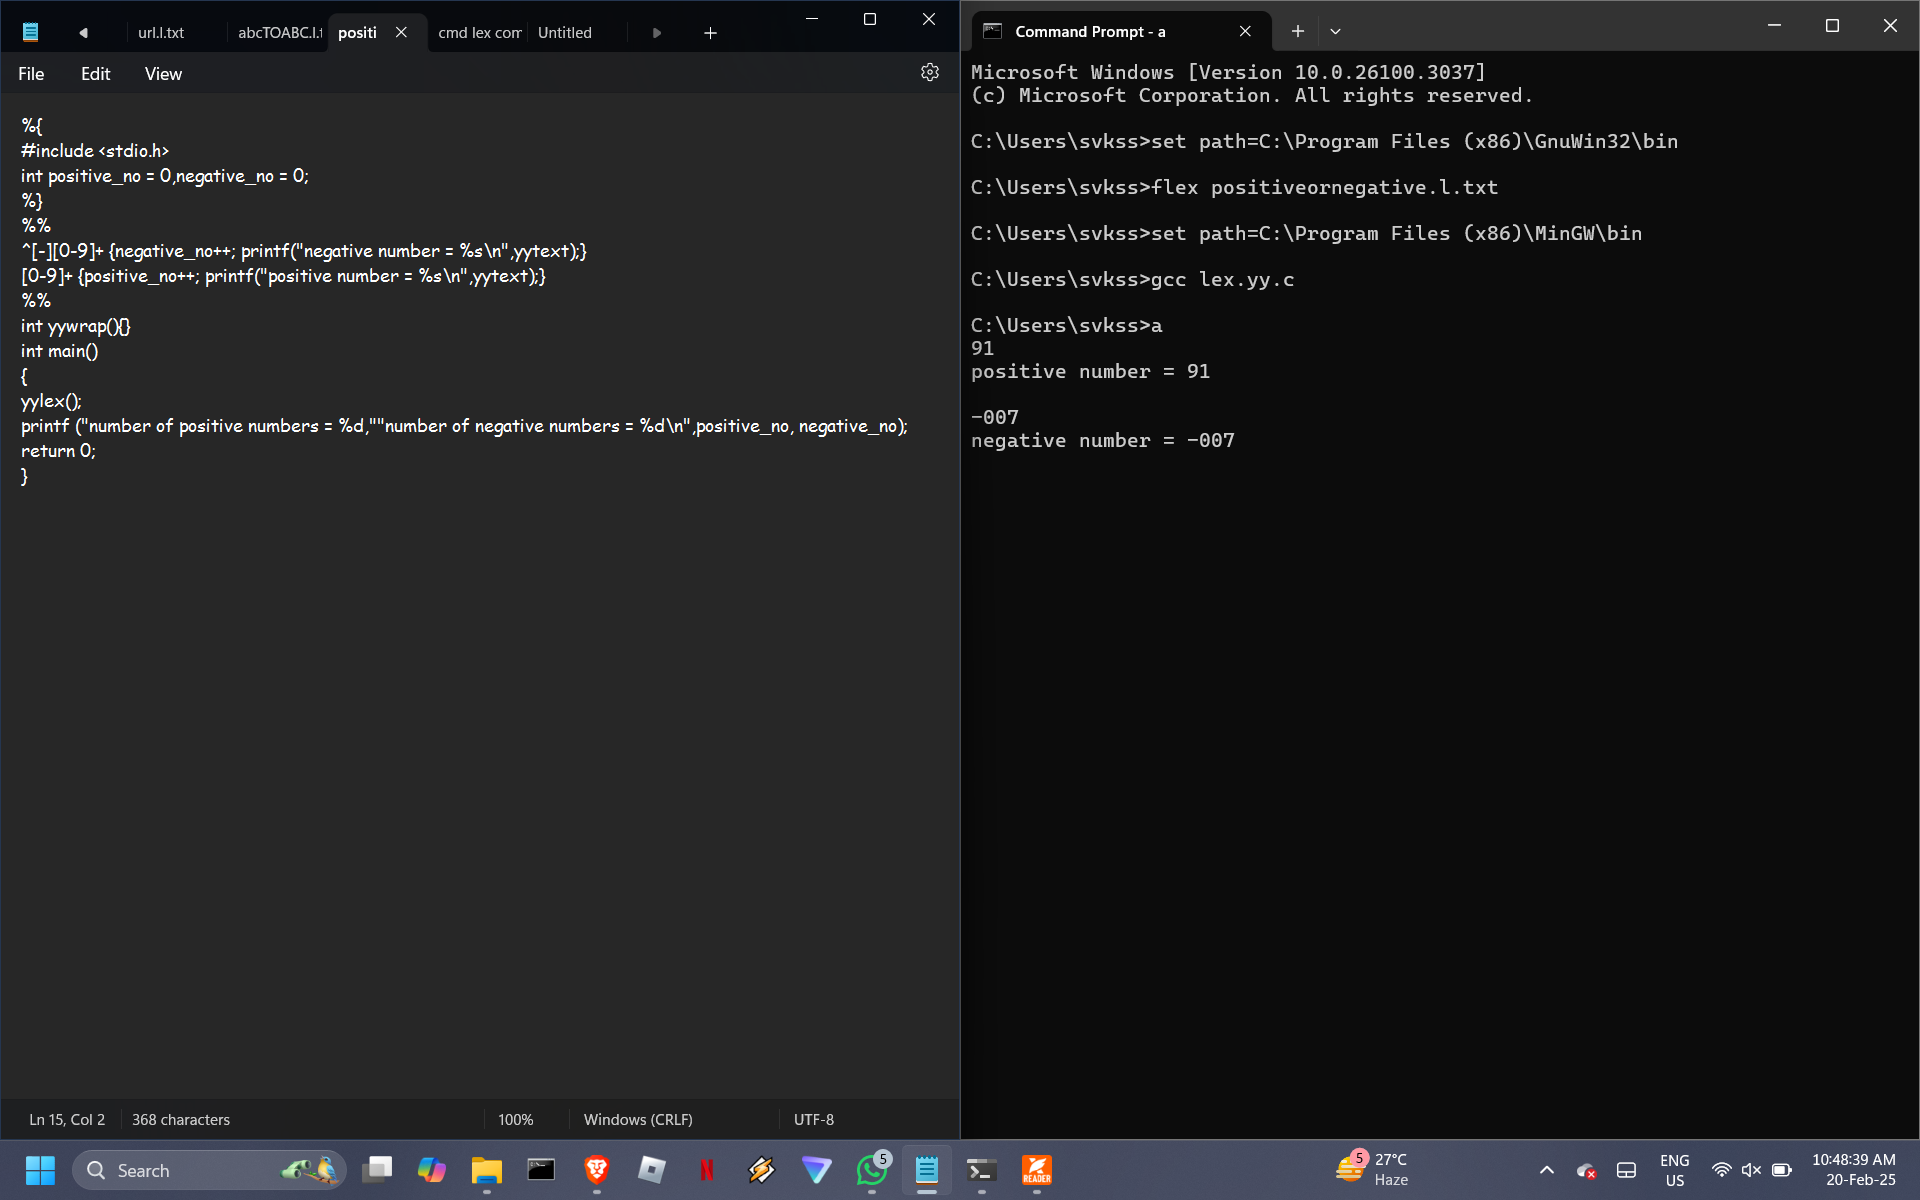 url.l.txt
abcTOABC.l.t
positi
cmd lex com
Untitled
File
Edit
View
%{
#include <stdio.h>
int positive_no = 0,negative_no = 0;
%}
%%
^[-][0-9]+ {negative_no++; printf("negative number = %s\n",yytext);}
[0-9]+ {positive_no++; printf("positive number = %s\n",yytext);}
%%
int yywrap(){}
int main()
{
yylex();
printf ("number of positive numbers = %d,""number of negative numbers = %d\n",positive_no, negative_no);
return 0;
}
Ln 15, Col 2
368 characters
100%
Windows (CRLF)
UTF-8
Command Prompt - a
Microsoft Windows [Version 10.0.26100.3037]
(c) Microsoft Corporation. All rights reserved.
C:\Users\svkss>set path=C:\Program Files (x86)\GnuWin32\bin
C:\Users\svkss>flex positiveornegative.l.txt
C:\Users\svkss>set path=C:\Program Files (x86)\MinGW\bin
C:\Users\svkss>gcc lex.yy.c
C:\Users\svkss>a
91
positive number = 91
-007
negative number = -007
Search
5
READER
5
27°C
Haze
ENG
US
10:48:39 AM
20-Feb-25